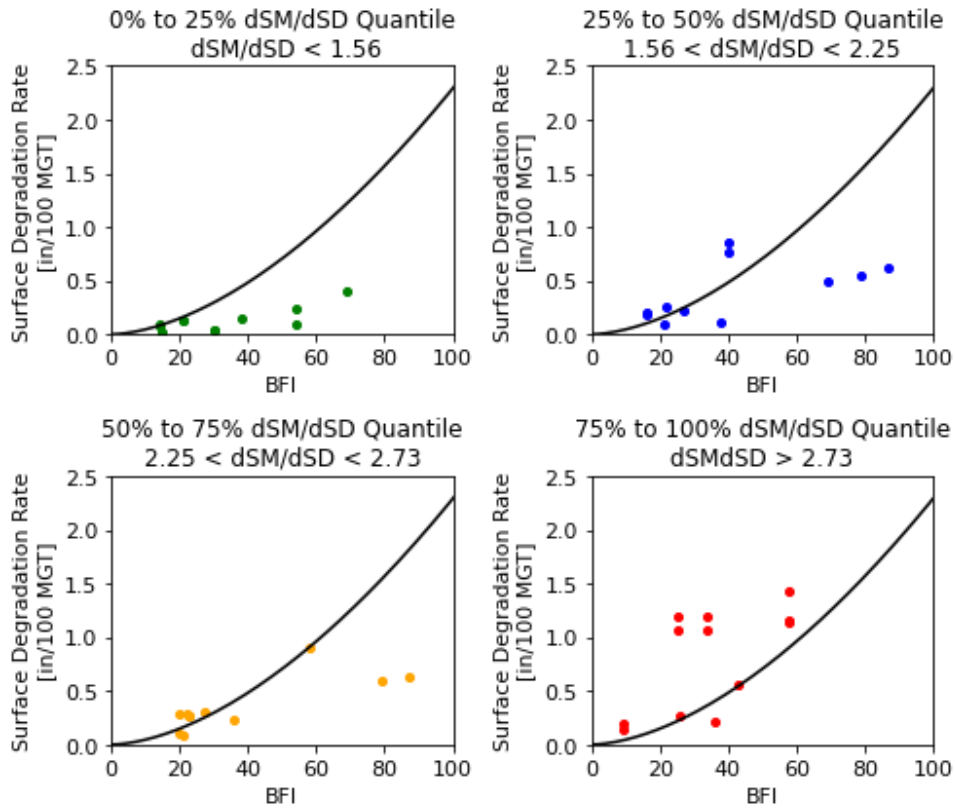 0% to 25% dSM/dSD Quantile
dSM/dSD < 1.56
Surface Degradation Rate
[in/100 MGT]
2.5
2.0
1.5
1.0
0.5
0.0
0 20 40 60 80 100
BFI
25% to 50% dSM/dSD Quantile
1.56 < dSM/dSD < 2.25
Surface Degradation Rate
[in/100 MGT]
2.5
2.0
1.5
1.0
0.5
0.0
0 20 40 60 80 100
BFI
50% to 75% dSM/dSD Quantile
2.25 < dSM/dSD < 2.73
Surface Degradation Rate
[in/100 MGT]
2.5
2.0
1.5
1.0
0.5
0.0
0 20 40 60 80 100
BFI
75% to 100% dSM/dSD Quantile
dSMdSD > 2.73
Surface Degradation Rate
[in/100 MGT]
2.5
2.0
1.5
1.0
0.5
0.0
0 20 40 60 80 100
BFI